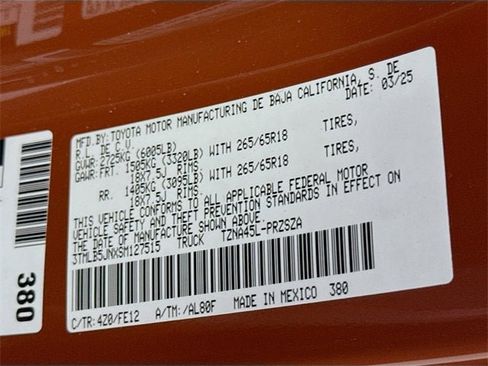 MFD.BY:TOYOTA MOTOR MANUFACTURING DE BAJA CALIFORNIA, S. DE
R.L. DE C.V. DATE: 03/25
GVWR:2725KG (6005LB)
GAWR:FRT. 1505KG (3320LB) WITH 265/65R18 TIRES,
18X7.5J RIMS
RR. 1405KG (3095LB) WITH 265/65R18 TIRES,
18X7.5J RIMS
THIS VEHICLE CONFORMS TO ALL APPLICABLE FEDERAL MOTOR
VEHICLE SAFETY AND THEFT PREVENTION STANDARDS IN EFFECT ON
THE DATE OF MANUFACTURE SHOWN ABOVE.
3TMLB5JNXSM127515 TRUCK TZNA45L-PRZSZA
C/TR:4Z0/FE12 A/TM:/AL80F MADE IN MEXICO 380
380